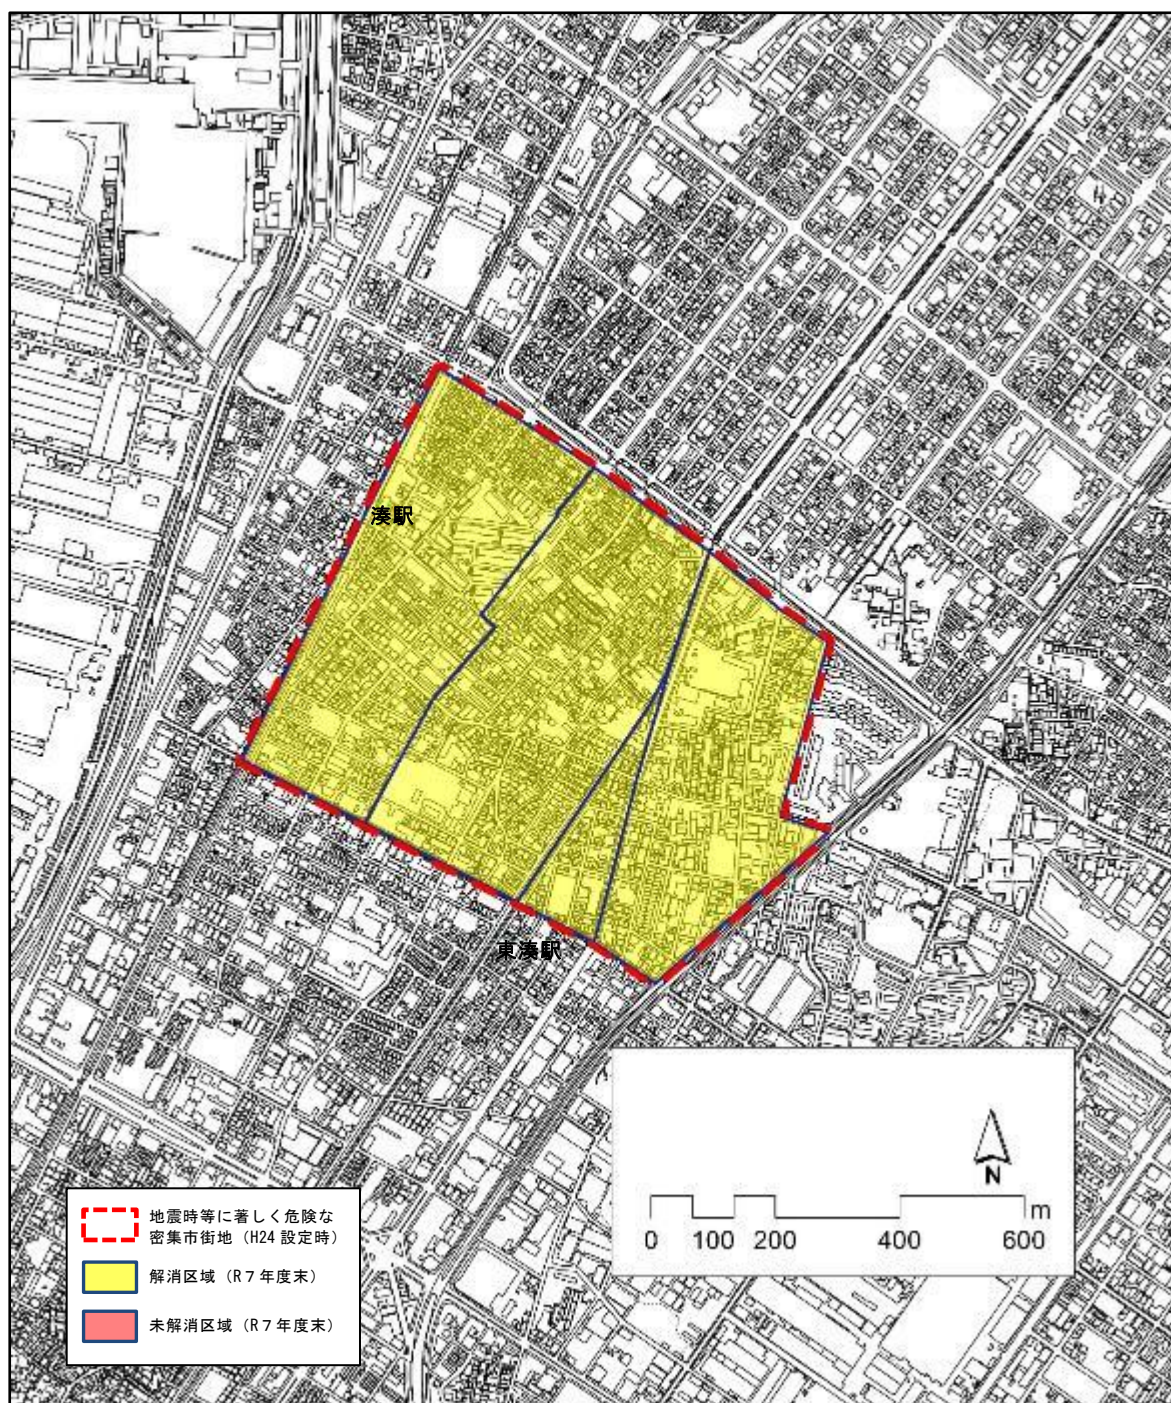 湊駅
東湊駅
N
m
0 100 200 400 600
地震時等に著しく危険な
密集市街地（H24 設定時）
解消区域（R７年度末）
未解消区域（R７年度末）